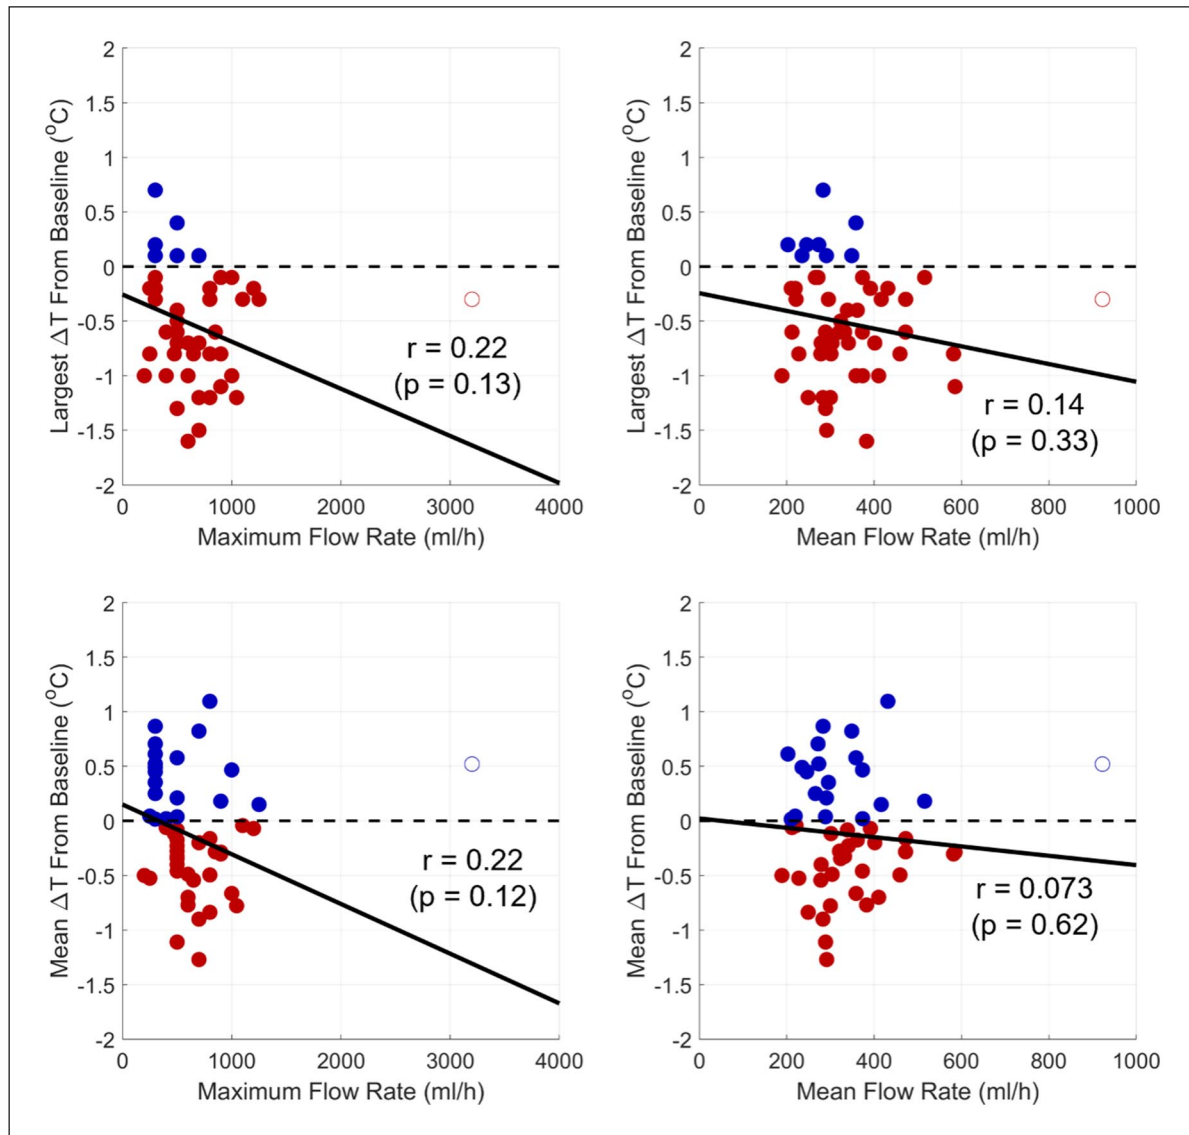 2
1.5
1
0.5
0
-0.5
-1
-1.5
-2
Largest ΔT From Baseline (°C)
r = 0.22
(p = 0.13)
0 1000 2000 3000 4000
Maximum Flow Rate (ml/h)
2
1.5
1
0.5
0
-0.5
-1
-1.5
-2
Largest ΔT From Baseline (°C)
r = 0.14
(p = 0.33)
0 200 400 600 800 1000
Mean Flow Rate (ml/h)
2
1.5
1
0.5
0
-0.5
-1
-1.5
-2
Mean ΔT From Baseline (°C)
r = 0.22
(p = 0.12)
0 1000 2000 3000 4000
Maximum Flow Rate (ml/h)
2
1.5
1
0.5
0
-0.5
-1
-1.5
-2
Mean ΔT From Baseline (°C)
r = 0.073
(p = 0.62)
0 200 400 600 800 1000
Mean Flow Rate (ml/h)